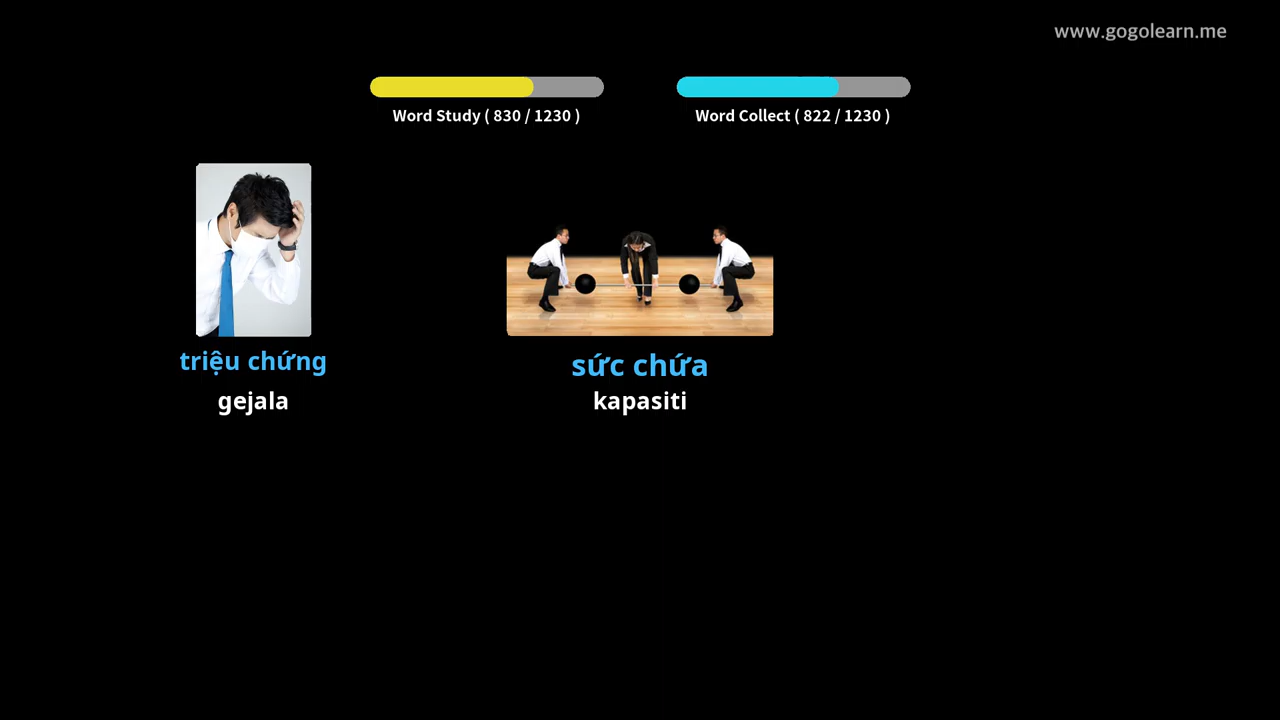 www.gogolearn.me
Word Study ( 830 / 1230 )
Word Collect ( 822 / 1230 )
triệu chứng
gejala
sức chứa
kapasiti